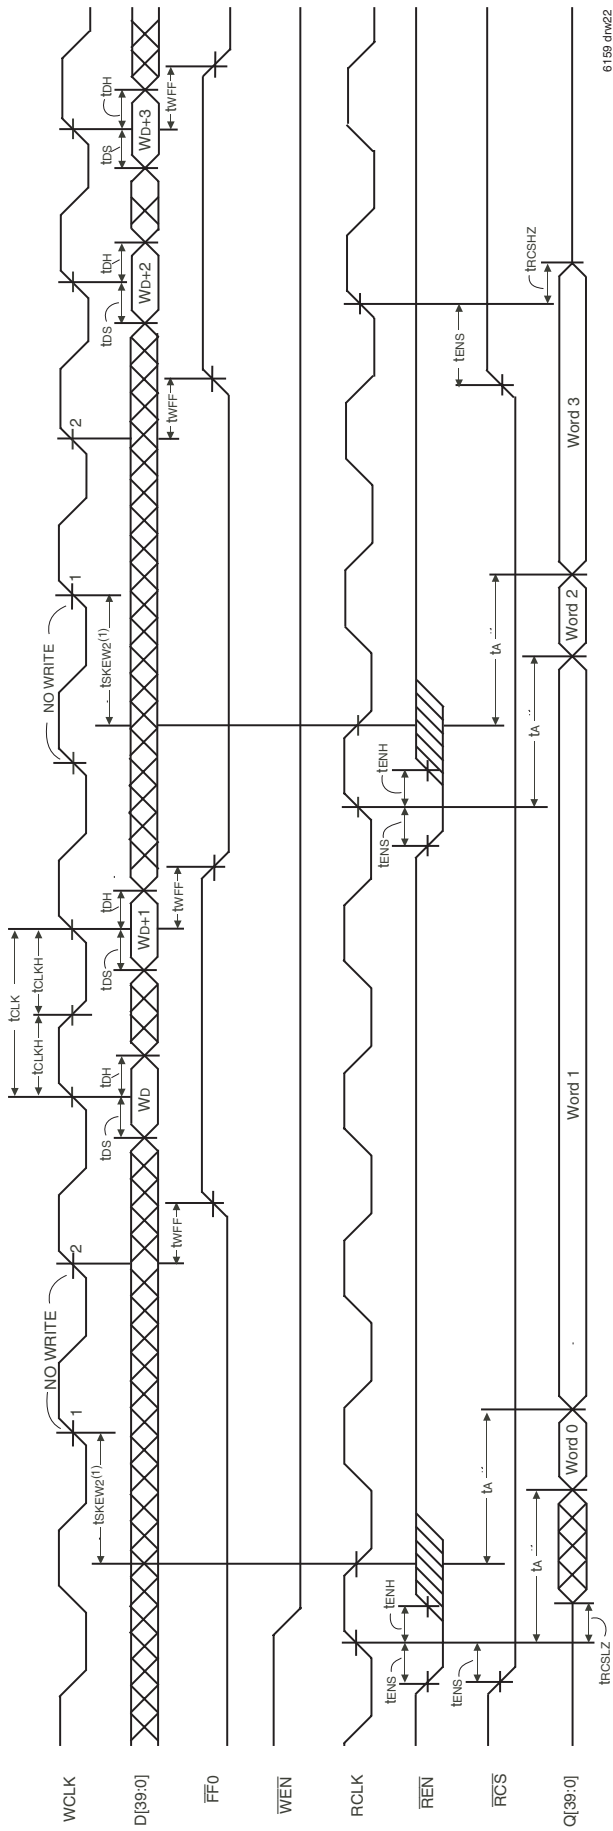 tCLK
NO WRITE
tCLKH
tCLKH
NO WRITE
WCLK
1
2
1
2
tSKEW2(1)
tDS
tDH
tDS
tDH
tSKEW2(1)
tDS
tDH
tDS
tDH
D[39:0]
WD
WD+1
WD+2
WD+3
tWFF
tWFF
tWFF
tWFF
FF0
WEN
RCLK
tENS
tENH
tENS
tENH
REN
tENS
tENS
RCS
tA
tA
tA
tA
tRCSHZ
Q[39:0]
Word 0
Word 1
Word 2
Word 3
tRCSLZ
6159 drw22